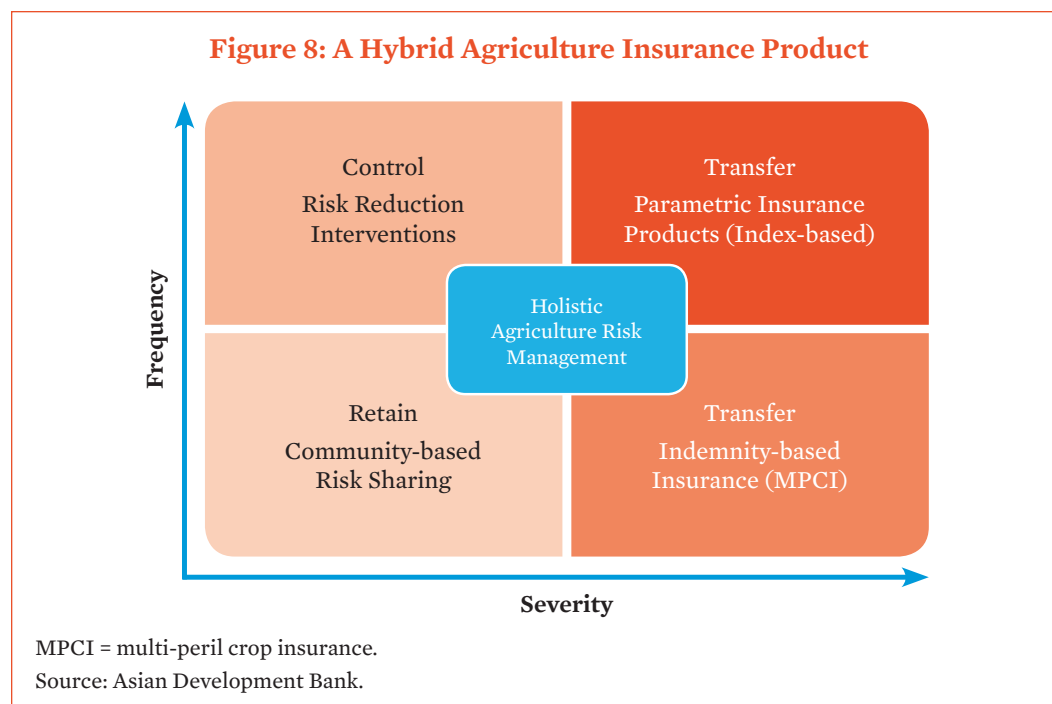 Figure 8: A Hybrid Agriculture Insurance Product
Frequency
Control
Risk Reduction
Interventions
Transfer
Parametric Insurance
Products (Index-based)
Holistic
Agriculture Risk
Management
Retain
Community-based
Risk Sharing
Transfer
Indemnity-based
Insurance (MPCI)
Severity
MPCI = multi-peril crop insurance.
Source: Asian Development Bank.